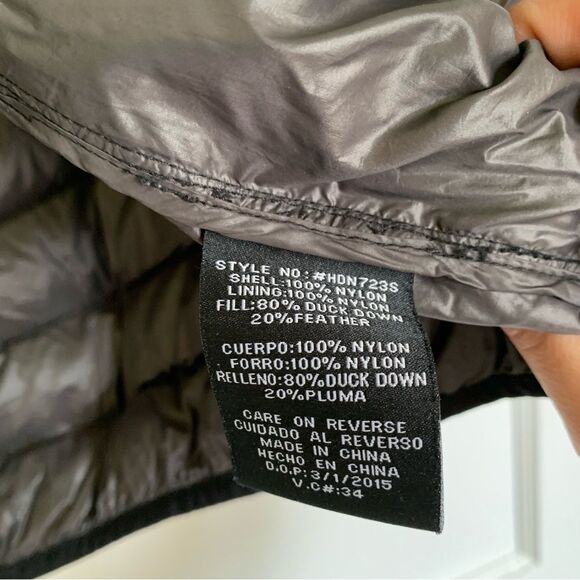 STYLE NO:#HDN723S
SHELL:100% NYLON
LINING:100% NYLON
FILL:80% DUCK DOWN
20%FEATHER
CUERPO:100% NYLON
FORRO:100% NYLON
RELLENO:80%DUCK DOWN
20%PLUMA
CARE ON REVERSE
CUIDADO AL REVERSO
MADE IN CHINA
HECHO EN CHINA
D.O.P:3/1/2015
V.C#:34